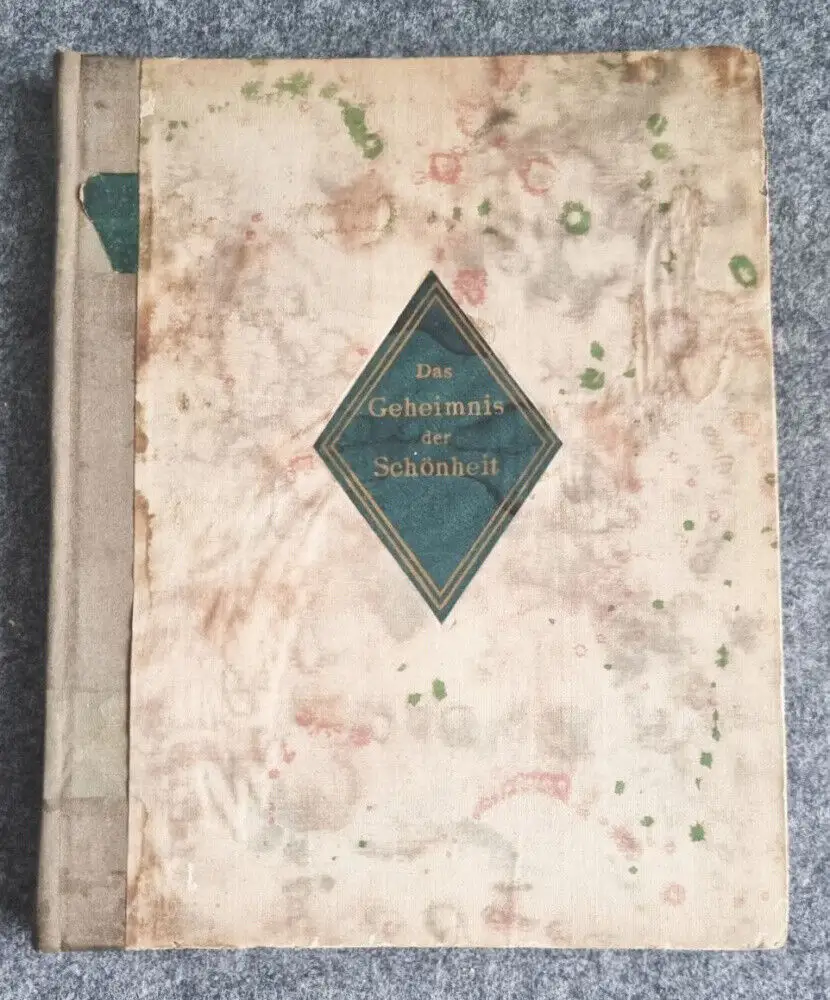 Das
Geheimnis
der
Schönheit